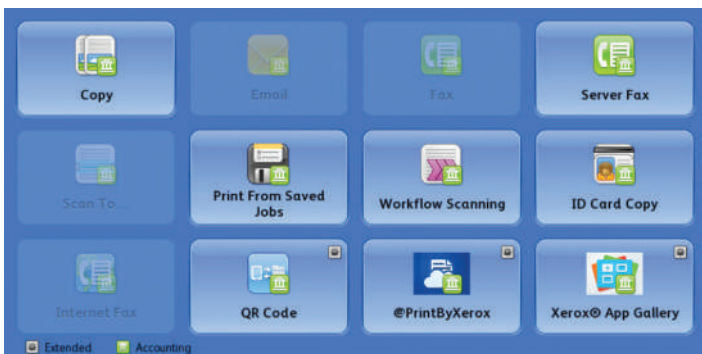 Copy
Email
Fax
Server Fax
Scan To...
Print From Saved
Jobs
Workflow Scanning
ID Card Copy
Internet Fax
QR Code
@PrintByXerox
Xerox® App Gallery
Extended
Accounting